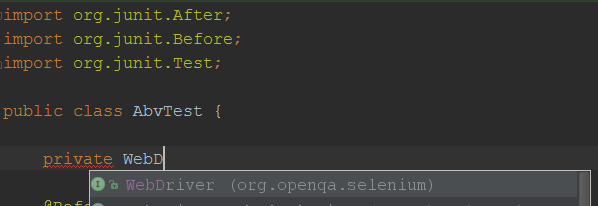 import org.junit.After;
import org.junit.Before;
import org.junit.Test;
public class AbvTest {
private WebD
WebDriver (org.openqa.selenium)